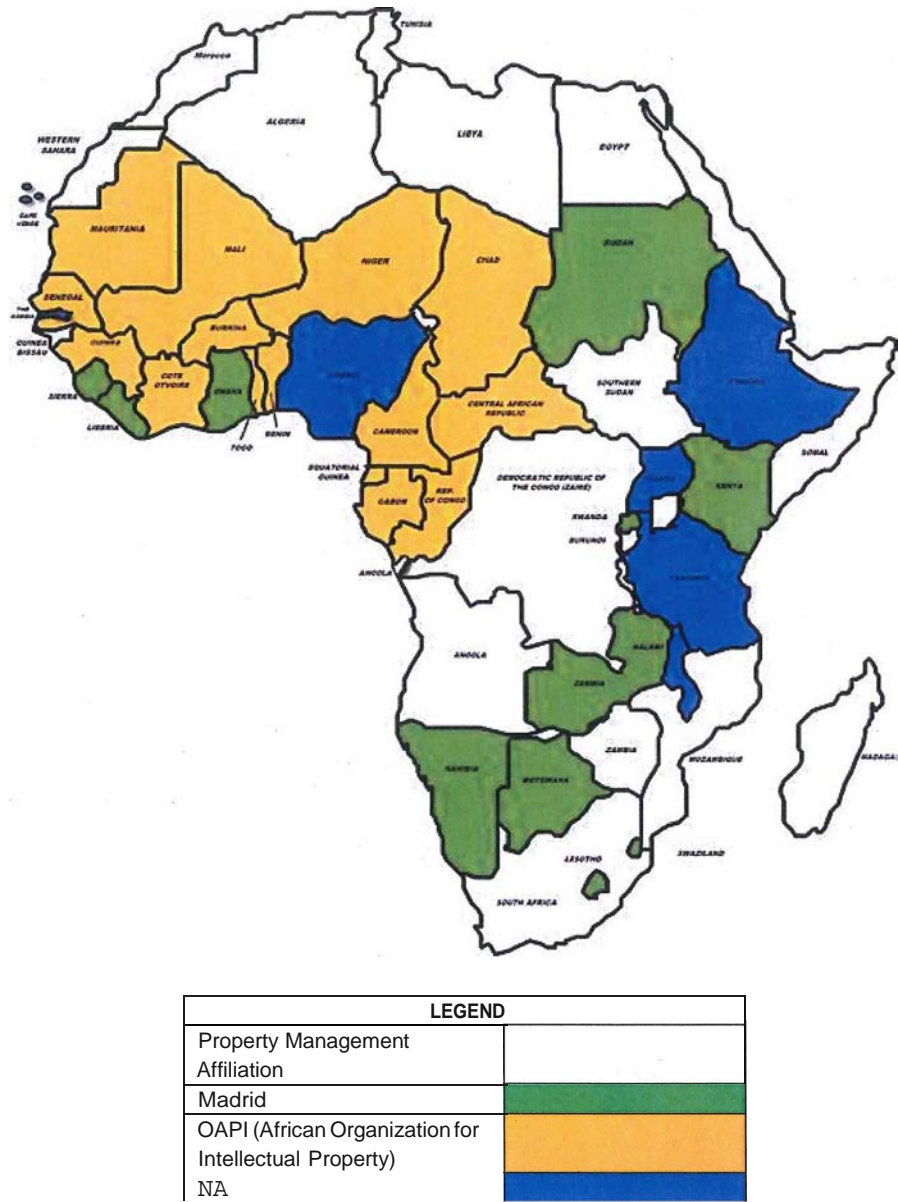 TUNISIA
Morocco
ALGERIA
LIBYA
EGYPT
WESTERN
SAHARA
CAPE
VERDE
MAURITANIA
MALI
NIGER
CHAD
SUDAN
SENEGAL
THE
GAMBIA
GUINEA
BISSAU
GUINEA
BURKINA
COTE
GHANA
SIERRA
LIBERIA
TOGO
BENIN
CENTRAL AFRICAN
REPUBLIC
CAMEROON
SOUTHERN
SUDAN
EQUATORIAL
GUINEA
GABON
REP.
OF CONGO
DEMOCRATIC REPUBLIC OF
THE CONGO (ZAIRE)
SOMAL
KENYA
RWANDA
BURUNDI
ANGOLA
ANGOLA
MALAWI
ZAMBIA
ZAMBIA
NAMIBIA
BOTSWANA
MOZAMBIQUE
MADAGAS
SWAZILAND
LESOTHO
SOUTH AFRICA
LEGEND
Property Management
Affiliation
Madrid
OAPI (African Organization for
Intellectual Property)
NA